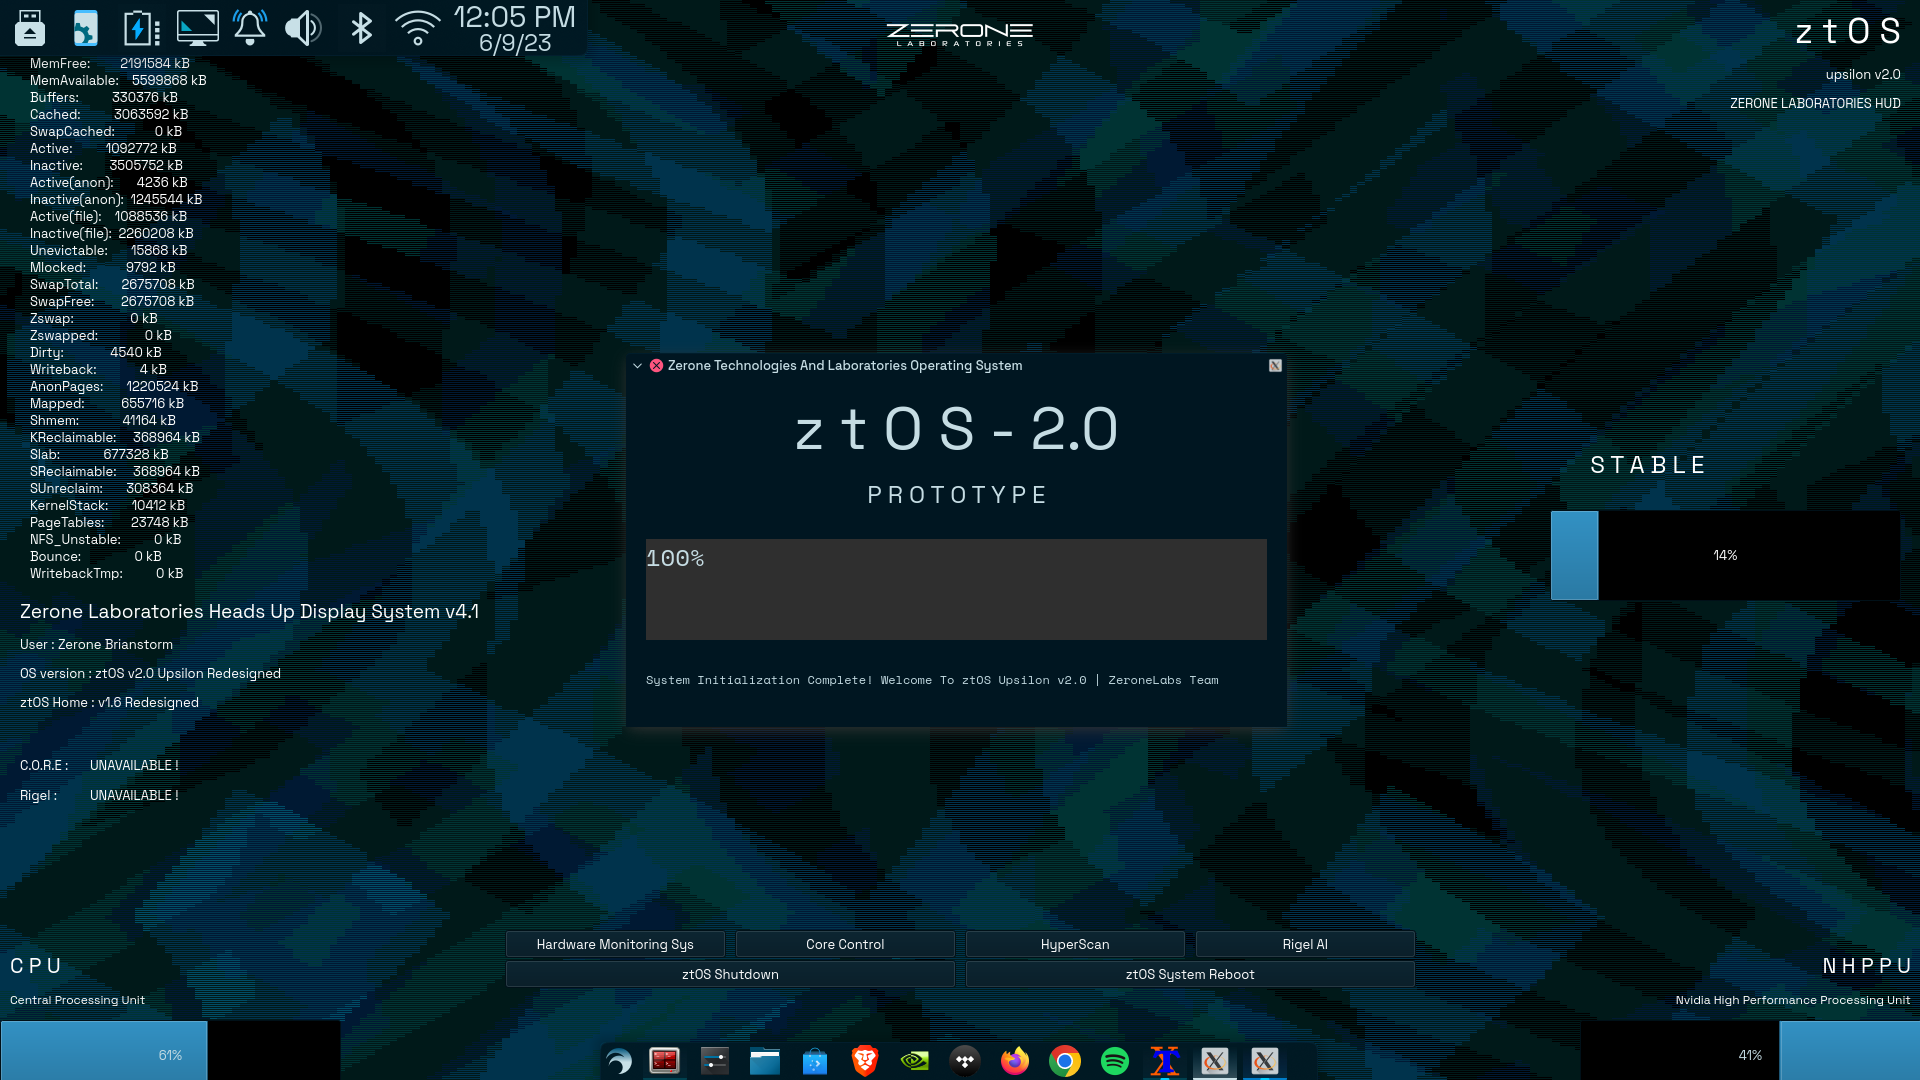 12:05 PM
6/9/23
ZERONE
LABORATORIES
ztOS
upsilon v2.0
ZERONE LABORATORIES HUD
MemFree: 2191584 kB
MemAvailable: 5599868 kB
Buffers: 330376 kB
Cached: 3063592 kB
SwapCached: 0 kB
Active: 1092772 kB
Inactive: 3505752 kB
Active(anon): 4236 kB
Inactive(anon): 1245544 kB
Active(file): 1088536 kB
Inactive(file): 2260208 kB
Unevictable: 15868 kB
Mlocked: 9792 kB
SwapTotal: 2675708 kB
SwapFree: 2675708 kB
Zswap: 0 kB
Zswapped: 0 kB
Dirty: 4540 kB
Writeback: 4 kB
AnonPages: 1220524 kB
Mapped: 655716 kB
Shmem: 41164 kB
KReclaimable: 368964 kB
Slab: 677328 kB
SReclaimable: 368964 kB
SUnreclaim: 308364 kB
KernelStack: 10412 kB
PageTables: 23748 kB
NFS_Unstable: 0 kB
Bounce: 0 kB
WritebackTmp: 0 kB
Zerone Laboratories Heads Up Display System v4.1
User : Zerone Brianstorm
OS version : ztOS v2.0 Upsilon Redesigned
ztOS Home : v1.6 Redesigned
C.O.R.E : UNAVAILABLE !
Rigel : UNAVAILABLE !
Zerone Technologies And Laboratories Operating System
ztOS-2.0
PROTOTYPE
100%
System Initialization Complete! Welcome To ztOS Upsilon v2.0 | ZeroneLabs Team
STABLE
14%
Hardware Monitoring Sys
Core Control
HyperScan
Rigel AI
ztOS Shutdown
ztOS System Reboot
CPU
Central Processing Unit
61%
NHPPU
Nvidia High Performance Processing Unit
41%